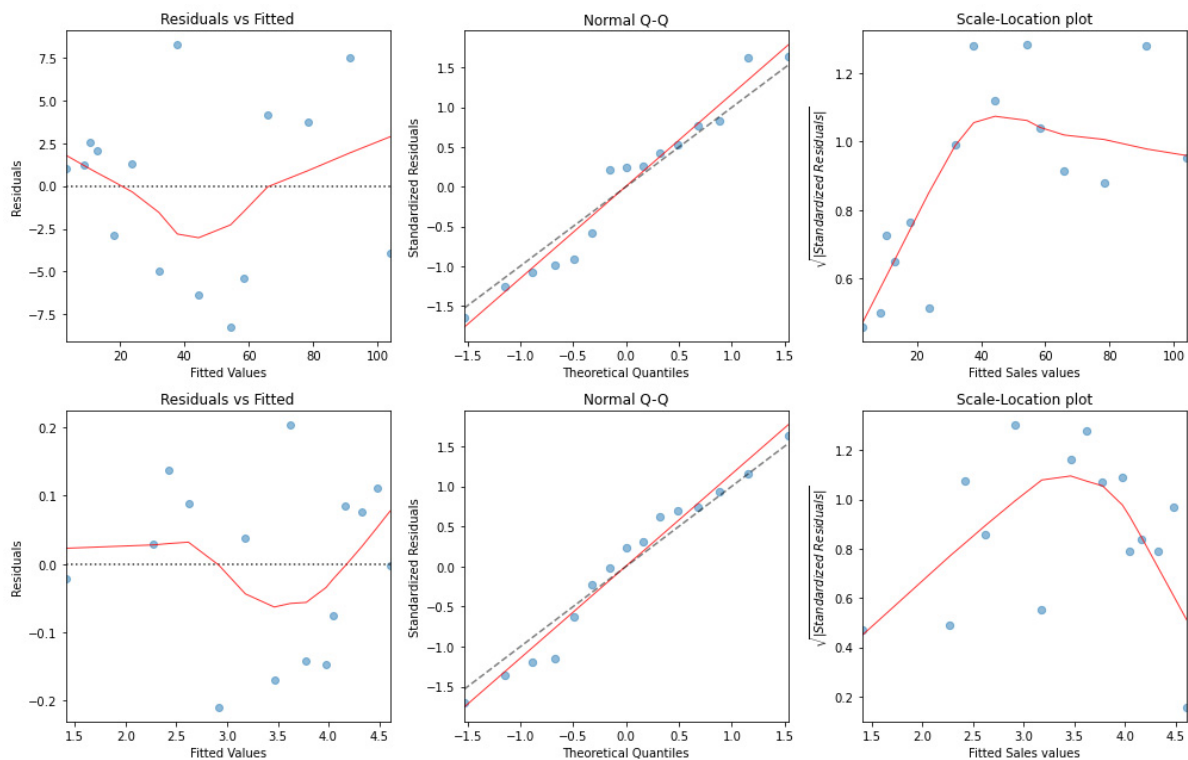 Residuals vs Fitted
Residuals
7.5
5.0
2.5
0.0
−2.5
−5.0
−7.5
20 40 60 80 100
Fitted Values
Normal Q-Q
Standardized Residuals
1.5
1.0
0.5
0.0
−0.5
−1.0
−1.5
−1.5 −1.0 −0.5 0.0 0.5 1.0 1.5
Theoretical Quantiles
Scale-Location plot
√|Standardized Residuals|
1.2
1.0
0.8
0.6
20 40 60 80 100
Fitted Sales values
Residuals vs Fitted
Residuals
0.2
0.1
0.0
−0.1
−0.2
1.5 2.0 2.5 3.0 3.5 4.0 4.5
Fitted Values
Normal Q-Q
Standardized Residuals
1.5
1.0
0.5
0.0
−0.5
−1.0
−1.5
−1.5 −1.0 −0.5 0.0 0.5 1.0 1.5
Theoretical Quantiles
Scale-Location plot
√|Standardized Residuals|
1.2
1.0
0.8
0.6
0.4
0.2
1.5 2.0 2.5 3.0 3.5 4.0 4.5
Fitted Sales values